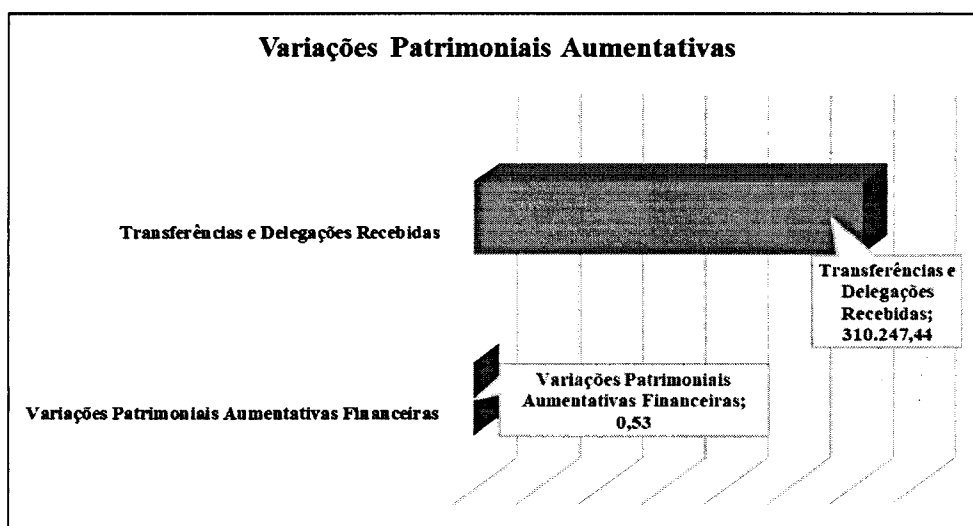 Variações Patrimoniais Aumentativas
Transferências e Delegações Recebidas
Transferências e
Delegações
Recebidas;
310.247,44
Variações Patrimoniais Aumentativas Financeiras
Variações Patrimoniais
Aumentativas Financeiras;
0,53